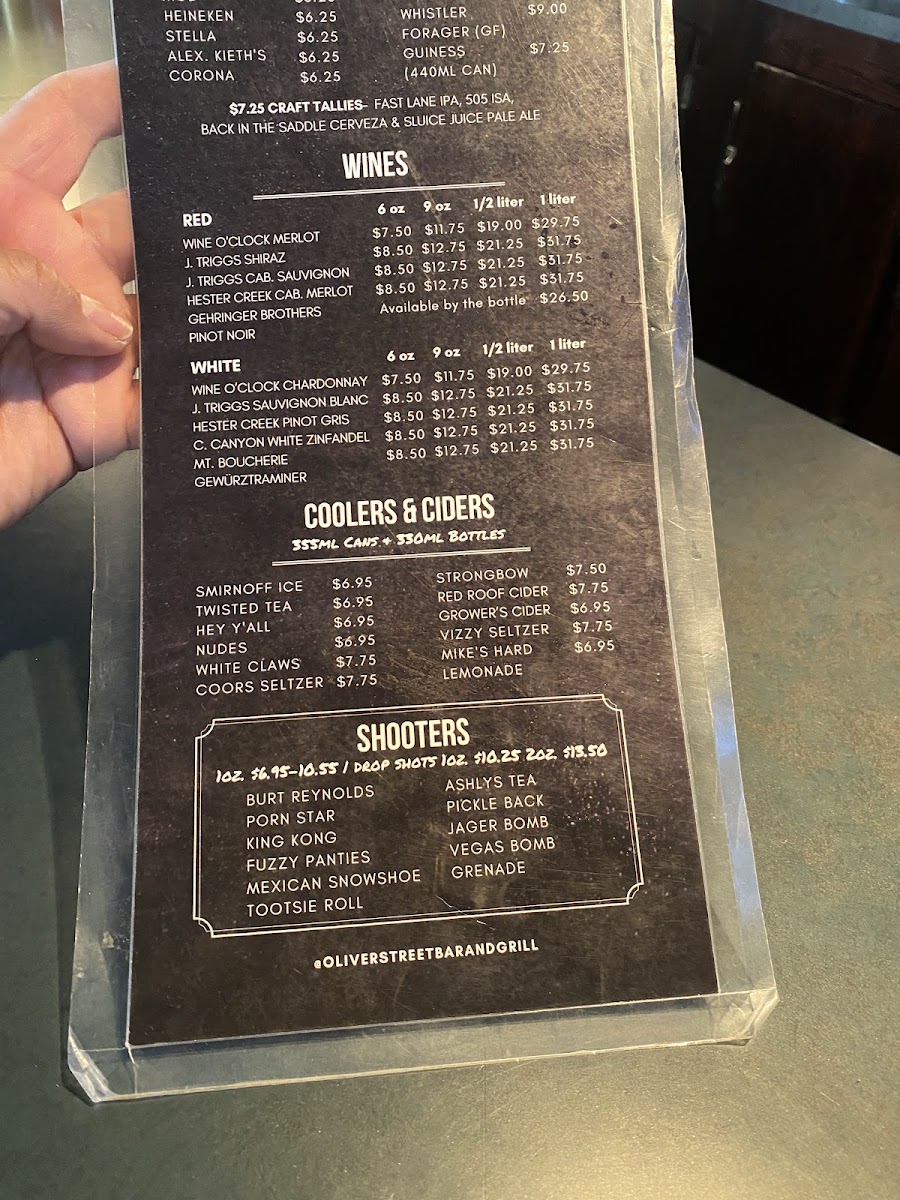 HEINEKEN $6.25
STELLA $6.25
ALEX. KIETH'S $6.25
CORONA $6.25
WHISTLER $9.00
FORAGER (GF)
GUINESS $7.25
(440ML CAN)
$7.25 CRAFT TALLIES- FAST LANE IPA, 505 ISA,
BACK IN THE SADDLE CERVEZA & SLUICE JUICE PALE ALE
WINES
RED 6 oz 9 oz 1/2 liter 1 liter
WINE O'CLOCK MERLOT $7.50 $11.75 $19.00 $29.75
J. TRIGGS SHIRAZ $8.50 $12.75 $21.25 $31.75
J. TRIGGS CAB. SAUVIGNON $8.50 $12.75 $21.25 $31.75
HESTER CREEK CAB. MERLOT $8.50 $12.75 $21.25 $31.75
GEHRINGER BROTHERS Available by the bottle $26.50
PINOT NOIR
WHITE 6 oz 9 oz 1/2 liter 1 liter
WINE O'CLOCK CHARDONNAY $7.50 $11.75 $19.00 $29.75
J. TRIGGS SAUVIGNON BLANC $8.50 $12.75 $21.25 $31.75
HESTER CREEK PINOT GRIS $8.50 $12.75 $21.25 $31.75
C. CANYON WHITE ZINFANDEL $8.50 $12.75 $21.25 $31.75
MT. BOUCHERIE $8.50 $12.75 $21.25 $31.75
GEWÜRZTRAMINER
COOLERS & CIDERS
355ML CANS + 330ML BOTTLES
SMIRNOFF ICE $6.95
TWISTED TEA $6.95
HEY Y'ALL $6.95
NUDES $6.95
WHITE CLAWS $7.75
COORS SELTZER $7.75
STRONGBOW $7.50
RED ROOF CIDER $7.75
GROWER'S CIDER $6.95
VIZZY SELTZER $7.75
MIKE'S HARD $6.95
LEMONADE
SHOOTERS
1OZ. $6.95-10.55 / DROP SHOTS 1OZ. $10.25 2OZ. $13.50
BURT REYNOLDS
PORN STAR
KING KONG
FUZZY PANTIES
MEXICAN SNOWSHOE
TOOTSIE ROLL
ASHLYS TEA
PICKLE BACK
JAGER BOMB
VEGAS BOMB
GRENADE
@OLIVERSTREETBARANDGRILL